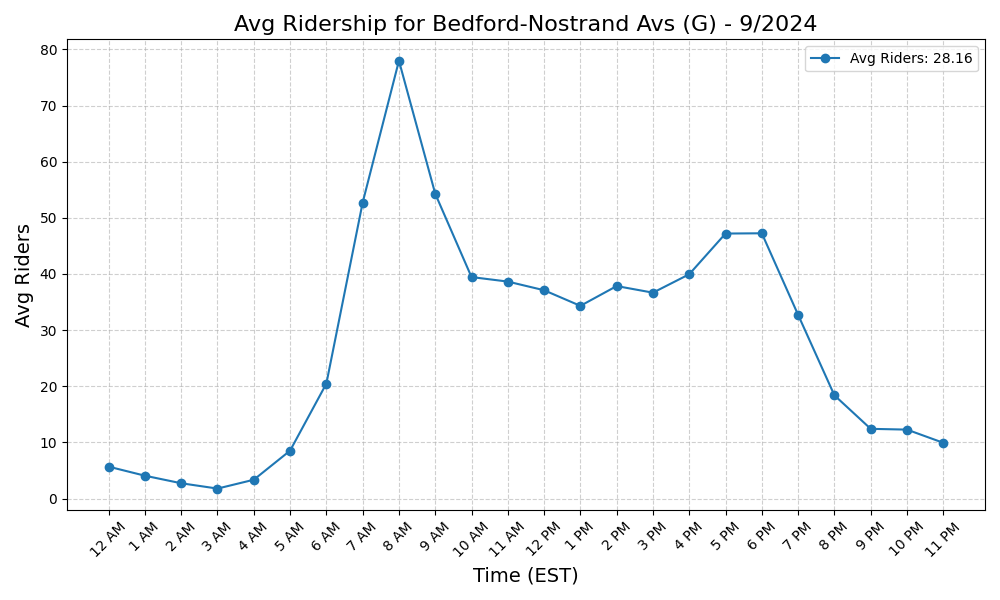 Avg Ridership for Bedford-Nostrand Avs (G) - 9/2024
Avg Riders: 28.16
Avg Riders
80
70
60
50
40
30
20
10
0
12 AM
1 AM
2 AM
3 AM
4 AM
5 AM
6 AM
7 AM
8 AM
9 AM
10 AM
11 AM
12 PM
1 PM
2 PM
3 PM
4 PM
5 PM
6 PM
7 PM
8 PM
9 PM
10 PM
11 PM
Time (EST)